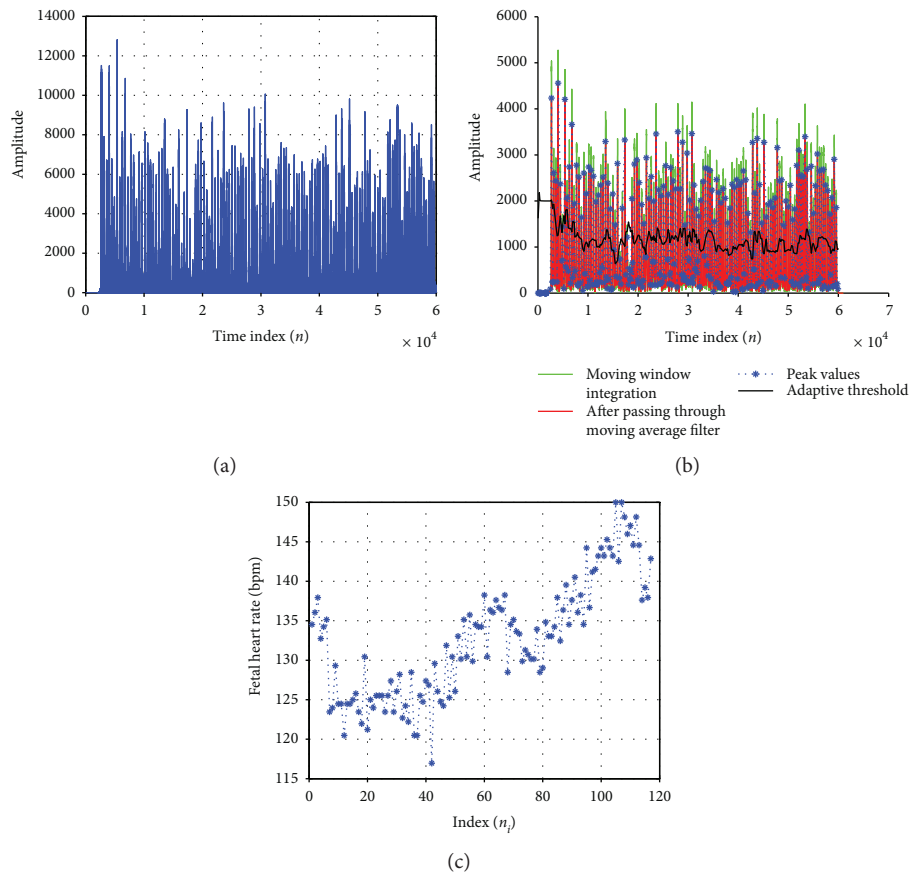 14000
12000
10000
8000
6000
4000
2000
0
Amplitude
0 1 2 3 4 5 6
Time index (n)
× 10^4
(a)
6000
5000
4000
3000
2000
1000
0
Amplitude
0 1 2 3 4 5 6 7
Time index (n)
× 10^4
Moving window
integration
After passing through
moving average filter
Peak values
Adaptive threshold
(b)
150
145
140
135
130
125
120
115
Fetal heart rate (bpm)
0 20 40 60 80 100 120
Index (n_i)
(c)